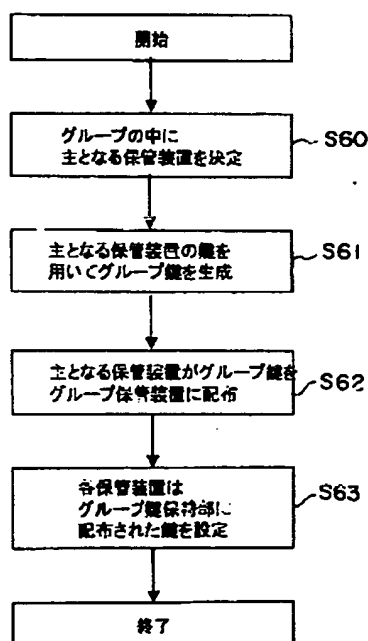 開始
グループの中に
主となる保管装置を決定
S60
主となる保管装置の鍵を
用いてグループ鍵を生成
S61
主となる保管装置がグループ鍵を
グループ保管装置に配布
S62
各保管装置は
グループ鍵保持部に
配布された鍵を設定
S63
終了